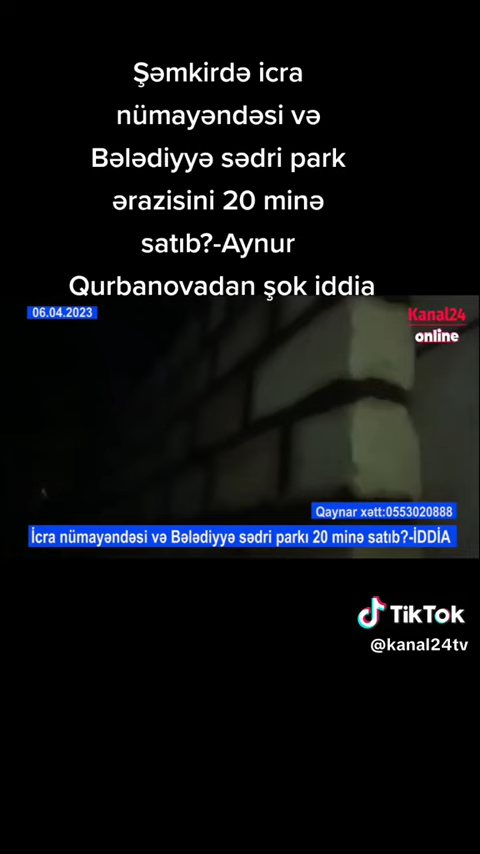 Şəmkirdə icra
nümayəndəsi və
Bələdiyyə sədri park
ərazisini 20 minə
satıb?-Aynur
Qurbanovadan şok iddia
06.04.2023
Kanal24
online
Qaynar xətt:0553020888
İcra nümayəndəsi və Bələdiyyə sədri parkı 20 minə satıb?-İDDİA
TikTok
@kanal24tv